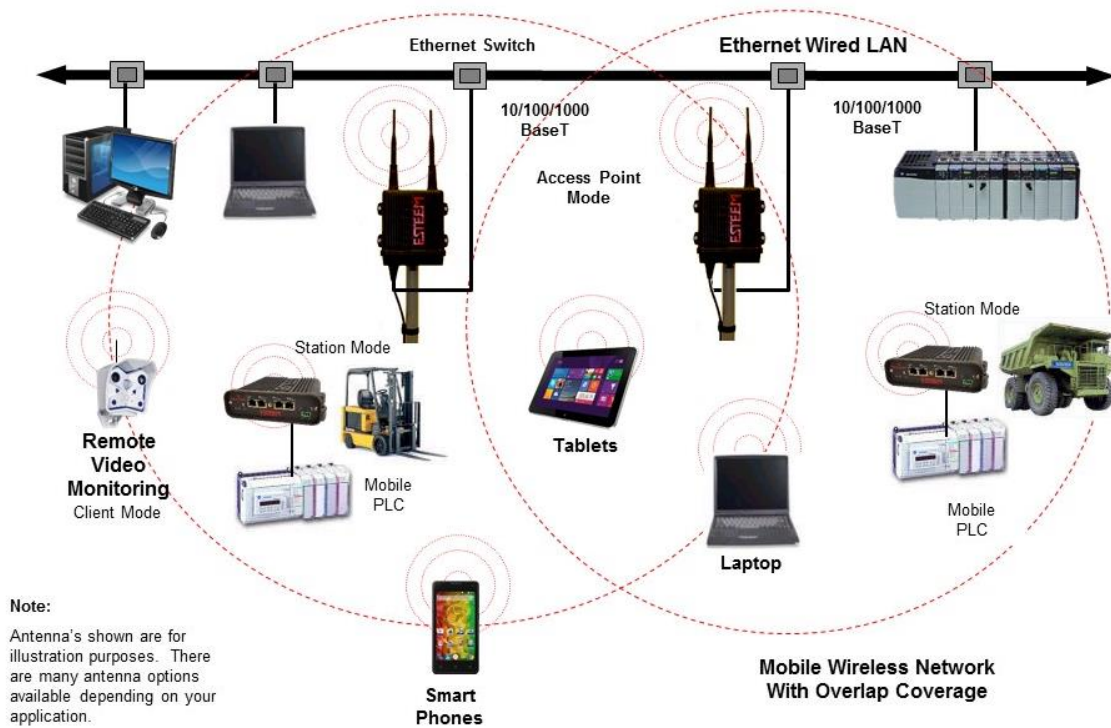 Ethernet Switch
Ethernet Wired LAN
10/100/1000
BaseT
10/100/1000
BaseT
Access Point
Mode
ESTEEM
ESTEEM
Station Mode
Station Mode
ESTEEM
Remote
Video
Monitoring
Client Mode
Mobile
PLC
Tablets
Laptop
Mobile
PLC
Smart
Phones
Note:
Antenna's shown are for
illustration purposes. There
are many antenna options
available depending on your
application.
Mobile Wireless Network
With Overlap Coverage